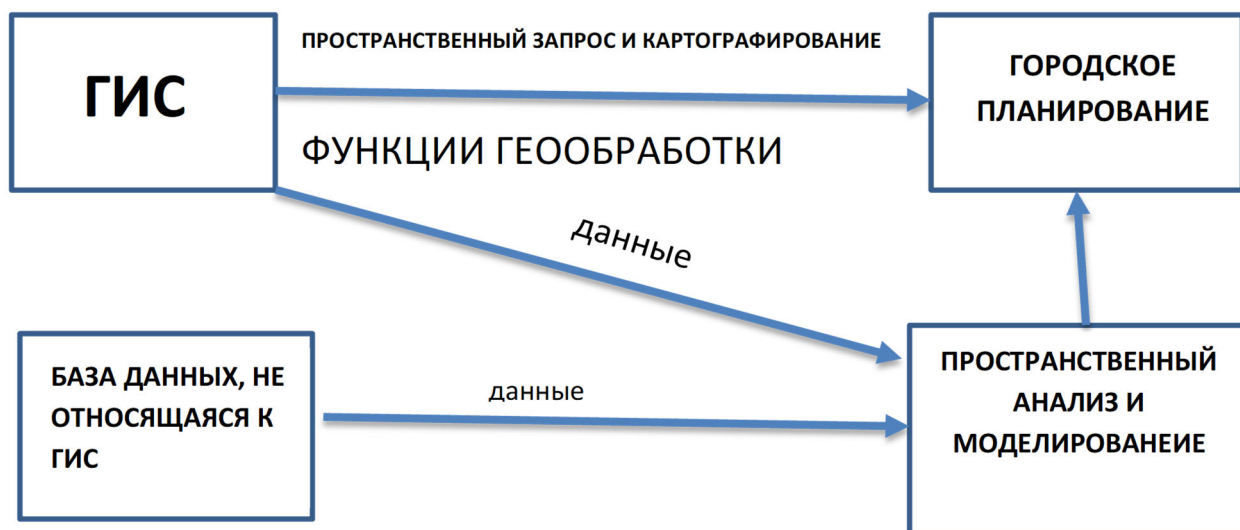 ГИС
ПРОСТРАНСТВЕННЫЙ ЗАПРОС И КАРТОГРАФИРОВАНИЕ
ФУНКЦИИ ГЕООБРАБОТКИ
ГОРОДСКОЕ
ПЛАНИРОВАНИЕ
данные
БАЗА ДАННЫХ, НЕ
ОТНОСЯЩАЯСЯ К
ГИС
данные
ПРОСТРАНСТВЕННЫЙ
АНАЛИЗ И
МОДЕЛИРОВАНЕИЕ